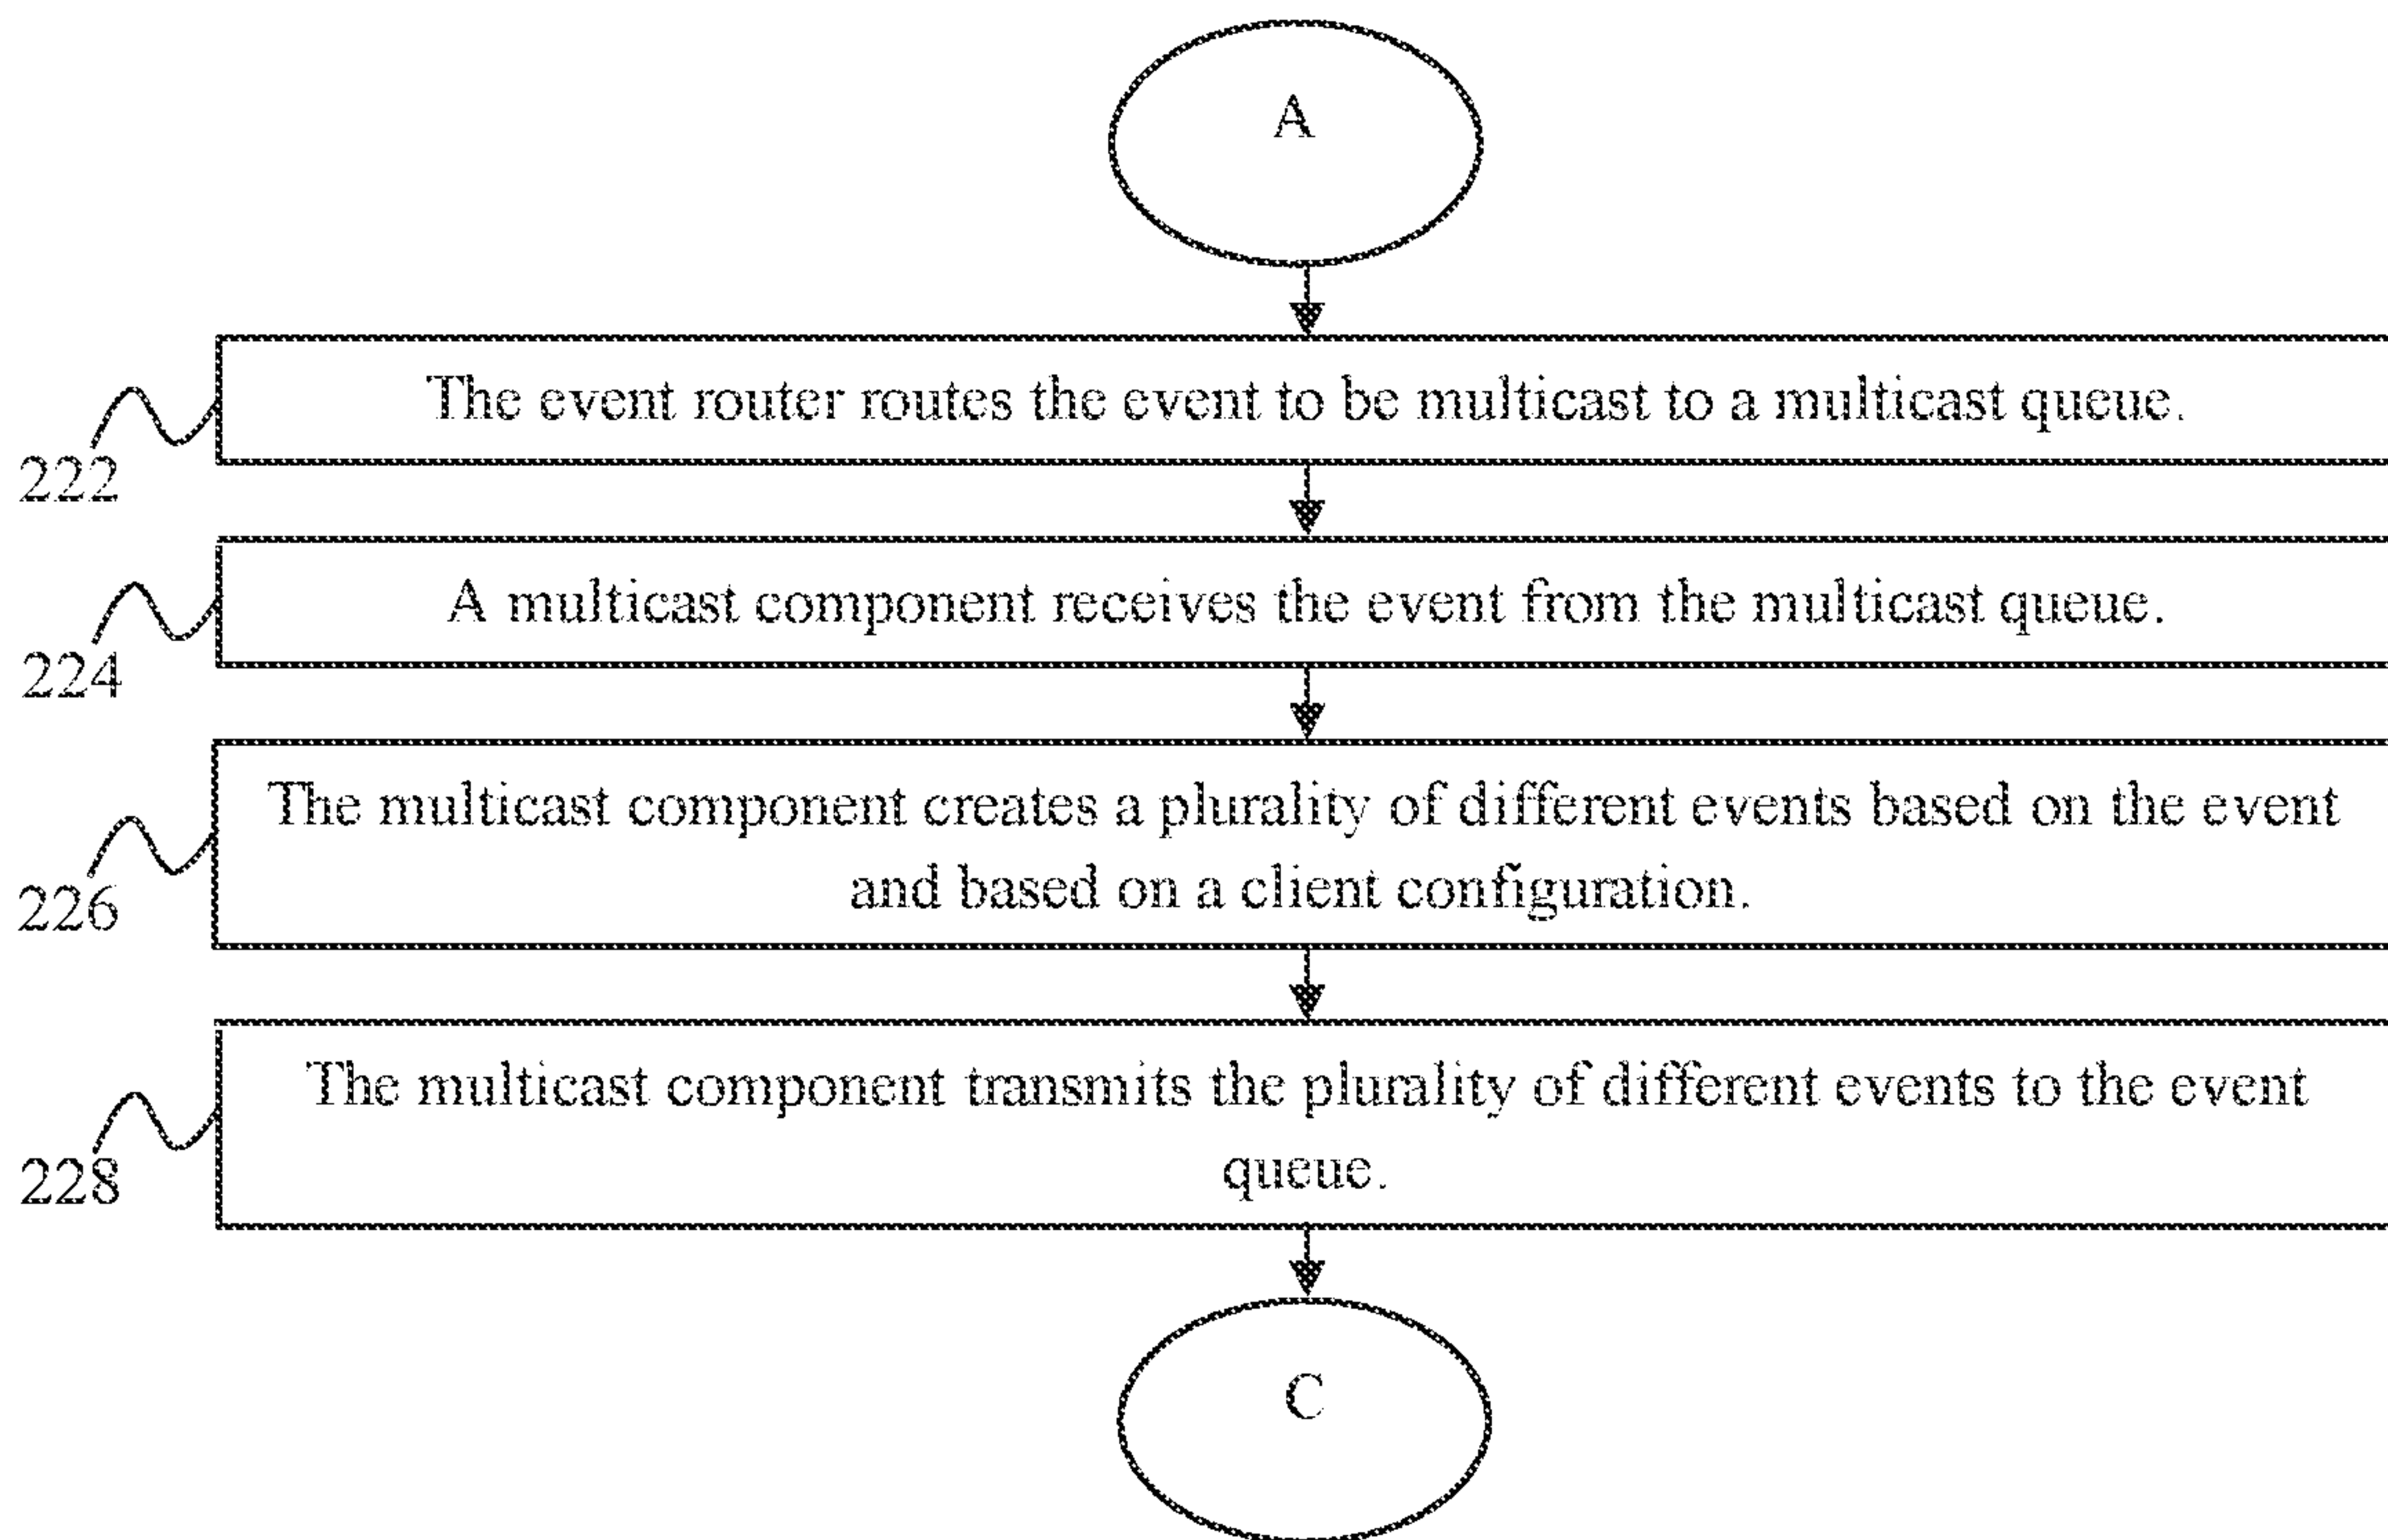 A
The event router routes the event to be multicast to a multicast queue.
222
A multicast component receives the event from the multicast queue.
224
The multicast component creates a plurality of different events based on the event
and based on a client configuration.
226
The multicast component transmits the plurality of different events to the event
queue.
228
C